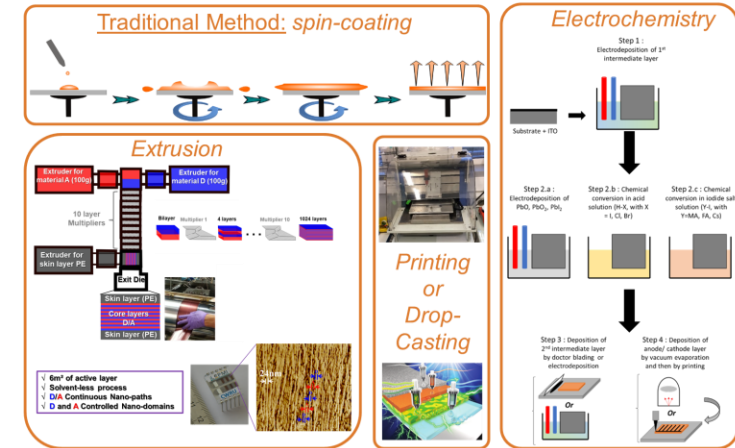 Traditional Method: spin-coating
Extrusion
Extruder for
material A (100g)
Extruder for
material D (100g)
10 layer
Multipliers
Bilayer
Multiplier 1
4 layers
Multiplier 10
1024 layers
Extruder for
skin layer PE
Exit Die
Skin layer (PE)
Core layers
D/A
Skin layer (PE)
√ 6m² of active layer
√ Solvent-less process
√ D/A Continuous Nano-paths
√ D and A Controlled Nano-domains
24nm
Printing
or
Drop-
Casting
Electrochemistry
Step 1 :
Electrodeposition of 1st
intermediate layer
Substrate + ITO
Step 2.a :
Electrodeposition of
PbO, PbO₂, PbI₂
Step 2.b : Chemical
conversion in acid
solution (H-X, with X
= I, Cl, Br)
Step 2.c : Chemical
conversion in iodide salt
solution (Y-I, with
Y=MA, FA, Cs)
Step 3 : Deposition of
2nd intermediate layer
by doctor blading or
electrodeposition
Or
Step 4 : Deposition of
anode/ cathode layer
by vacuum evaporation
and then by printing
Or